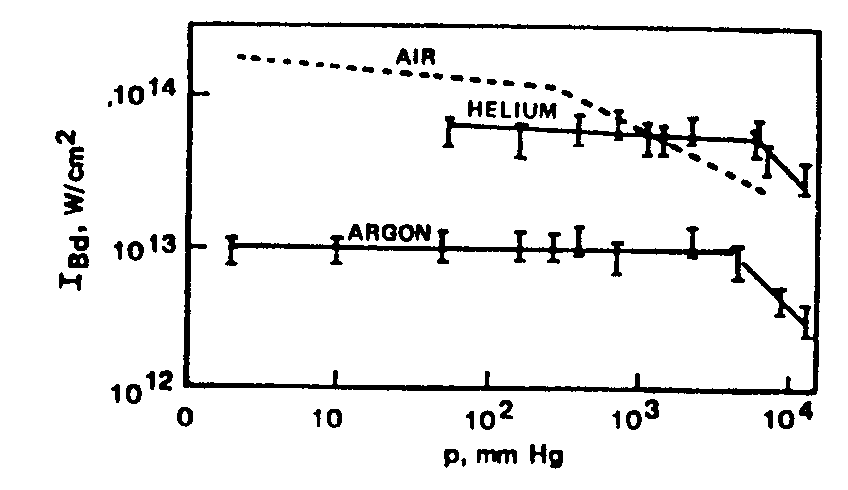 AIR
10¹⁴
HELIUM
I_Bd, W/cm²
ARGON
10¹³
10¹²
0 10 10² 10³ 10⁴
p, mm Hg